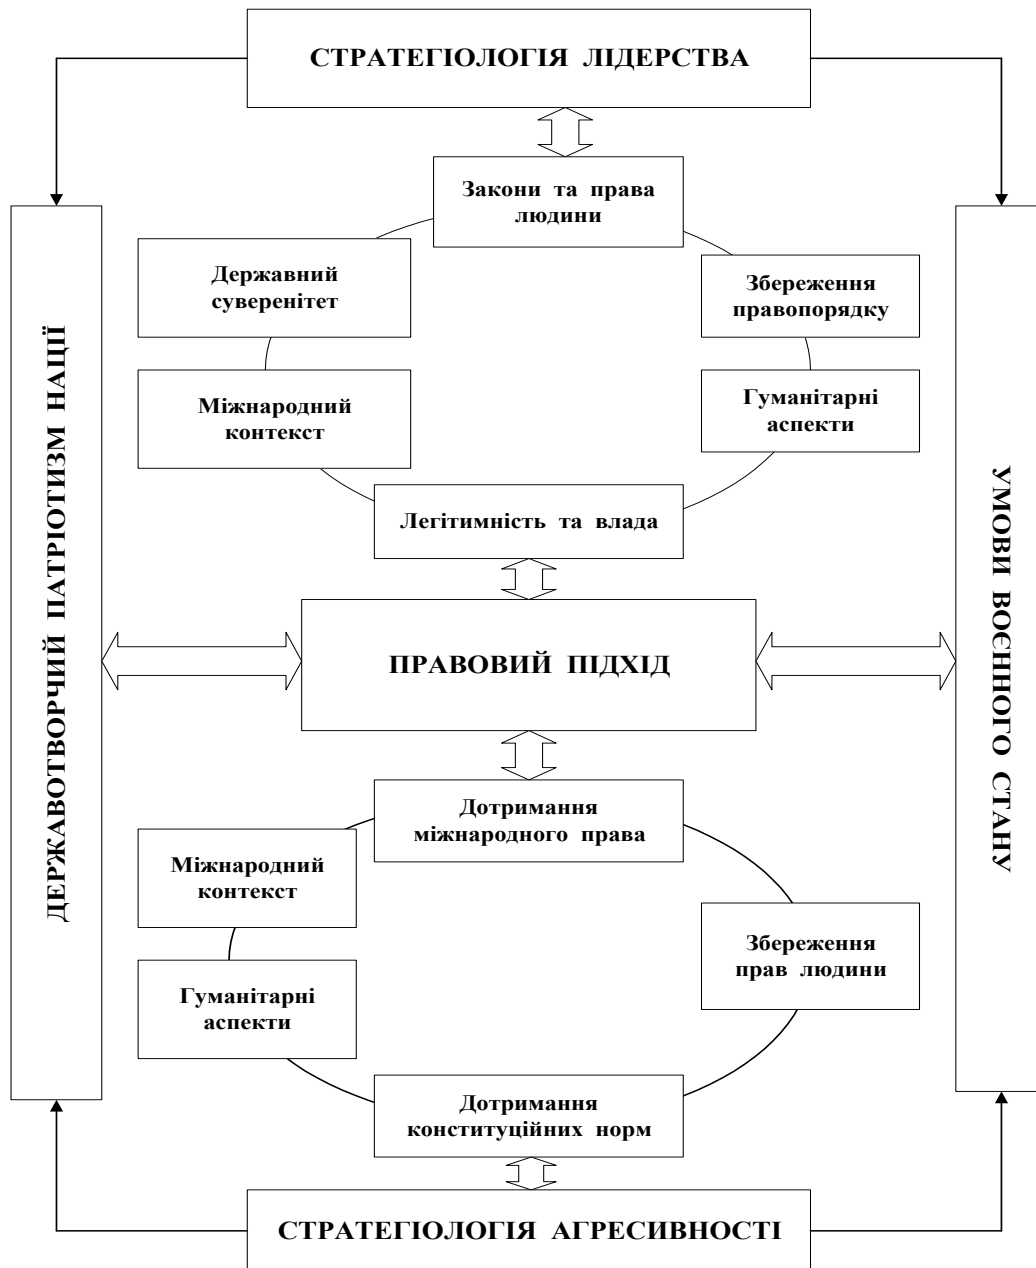 СТРАТЕГІОЛОГІЯ ЛІДЕРСТВА
Закони та права
людини
Державний
суверенітет
Збереження
правопорядку
Міжнародний
контекст
Гуманітарні
аспекти
Легітимність та влада
ДЕРЖАВОТВОРЧИЙ ПАТРІОТИЗМ НАЦІЇ
ПРАВОВИЙ ПІДХІД
УМОВИ ВОЄННОГО СТАНУ
Дотримання
міжнародного права
Міжнародний
контекст
Збереження
прав людини
Гуманітарні
аспекти
Дотримання
конституційних норм
СТРАТЕГІОЛОГІЯ АГРЕСИВНОСТІ